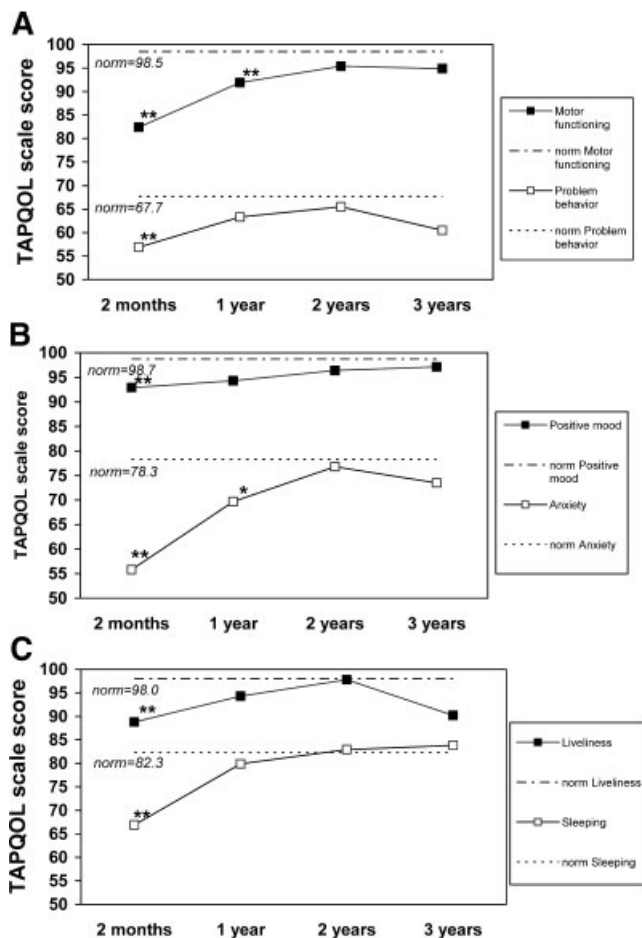 A
TAPQOL scale score
100
95
90
85
80
75
70
65
60
55
50
norm=98.5
**
**
norm=67.7
**
2 months 1 year 2 years 3 years
Motor
functioning
norm Motor
functioning
Problem
behavior
norm Problem
behavior
B
TAPQOL scale score
100
95
90
85
80
75
70
65
60
55
50
norm=98.7
**
norm=78.3
*
**
2 months 1 year 2 years 3 years
Positive mood
norm Positive
mood
Anxiety
norm Anxiety
C
TAPQOL scale score
100
95
90
85
80
75
70
65
60
55
50
norm=98.0
**
norm=82.3
**
2 months 1 year 2 years 3 years
Liveliness
norm Liveliness
Sleeping
norm Sleeping